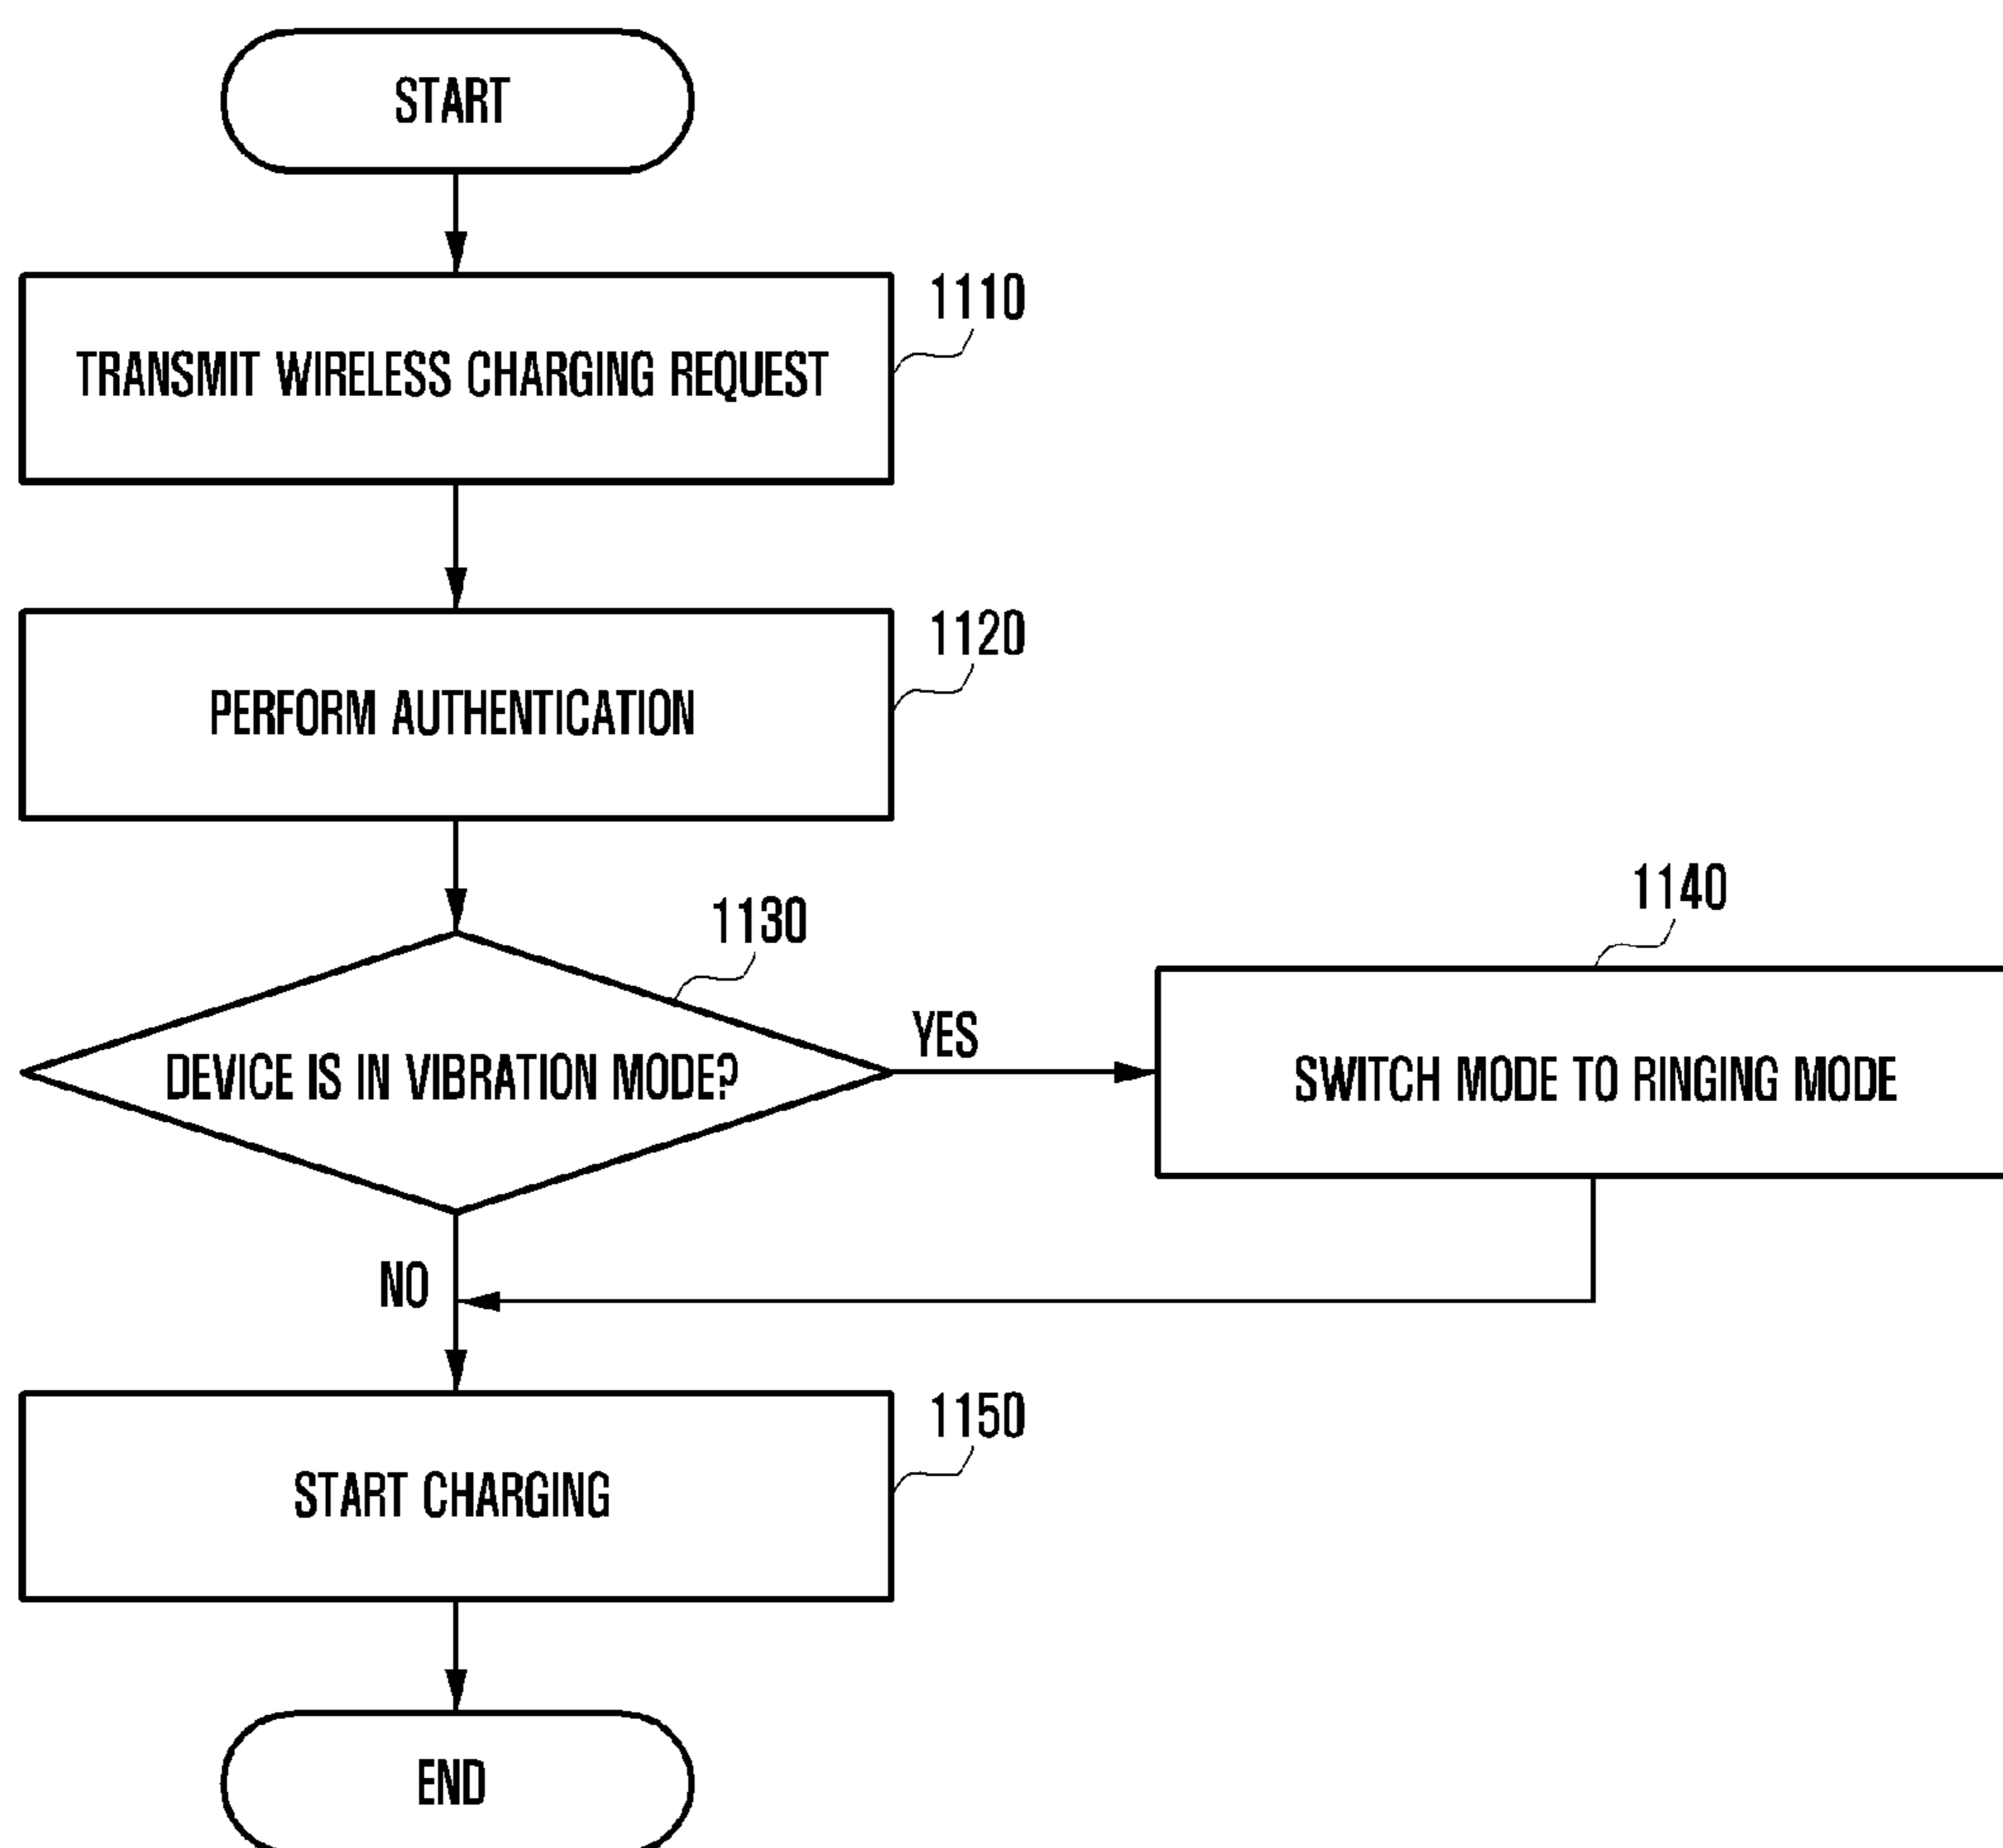 START
1110
TRANSMIT WIRELESS CHARGING REQUEST
1120
PERFORM AUTHENTICATION
1130
DEVICE IS IN VIBRATION MODE?
YES
1140
SWITCH MODE TO RINGING MODE
NO
1150
START CHARGING
END